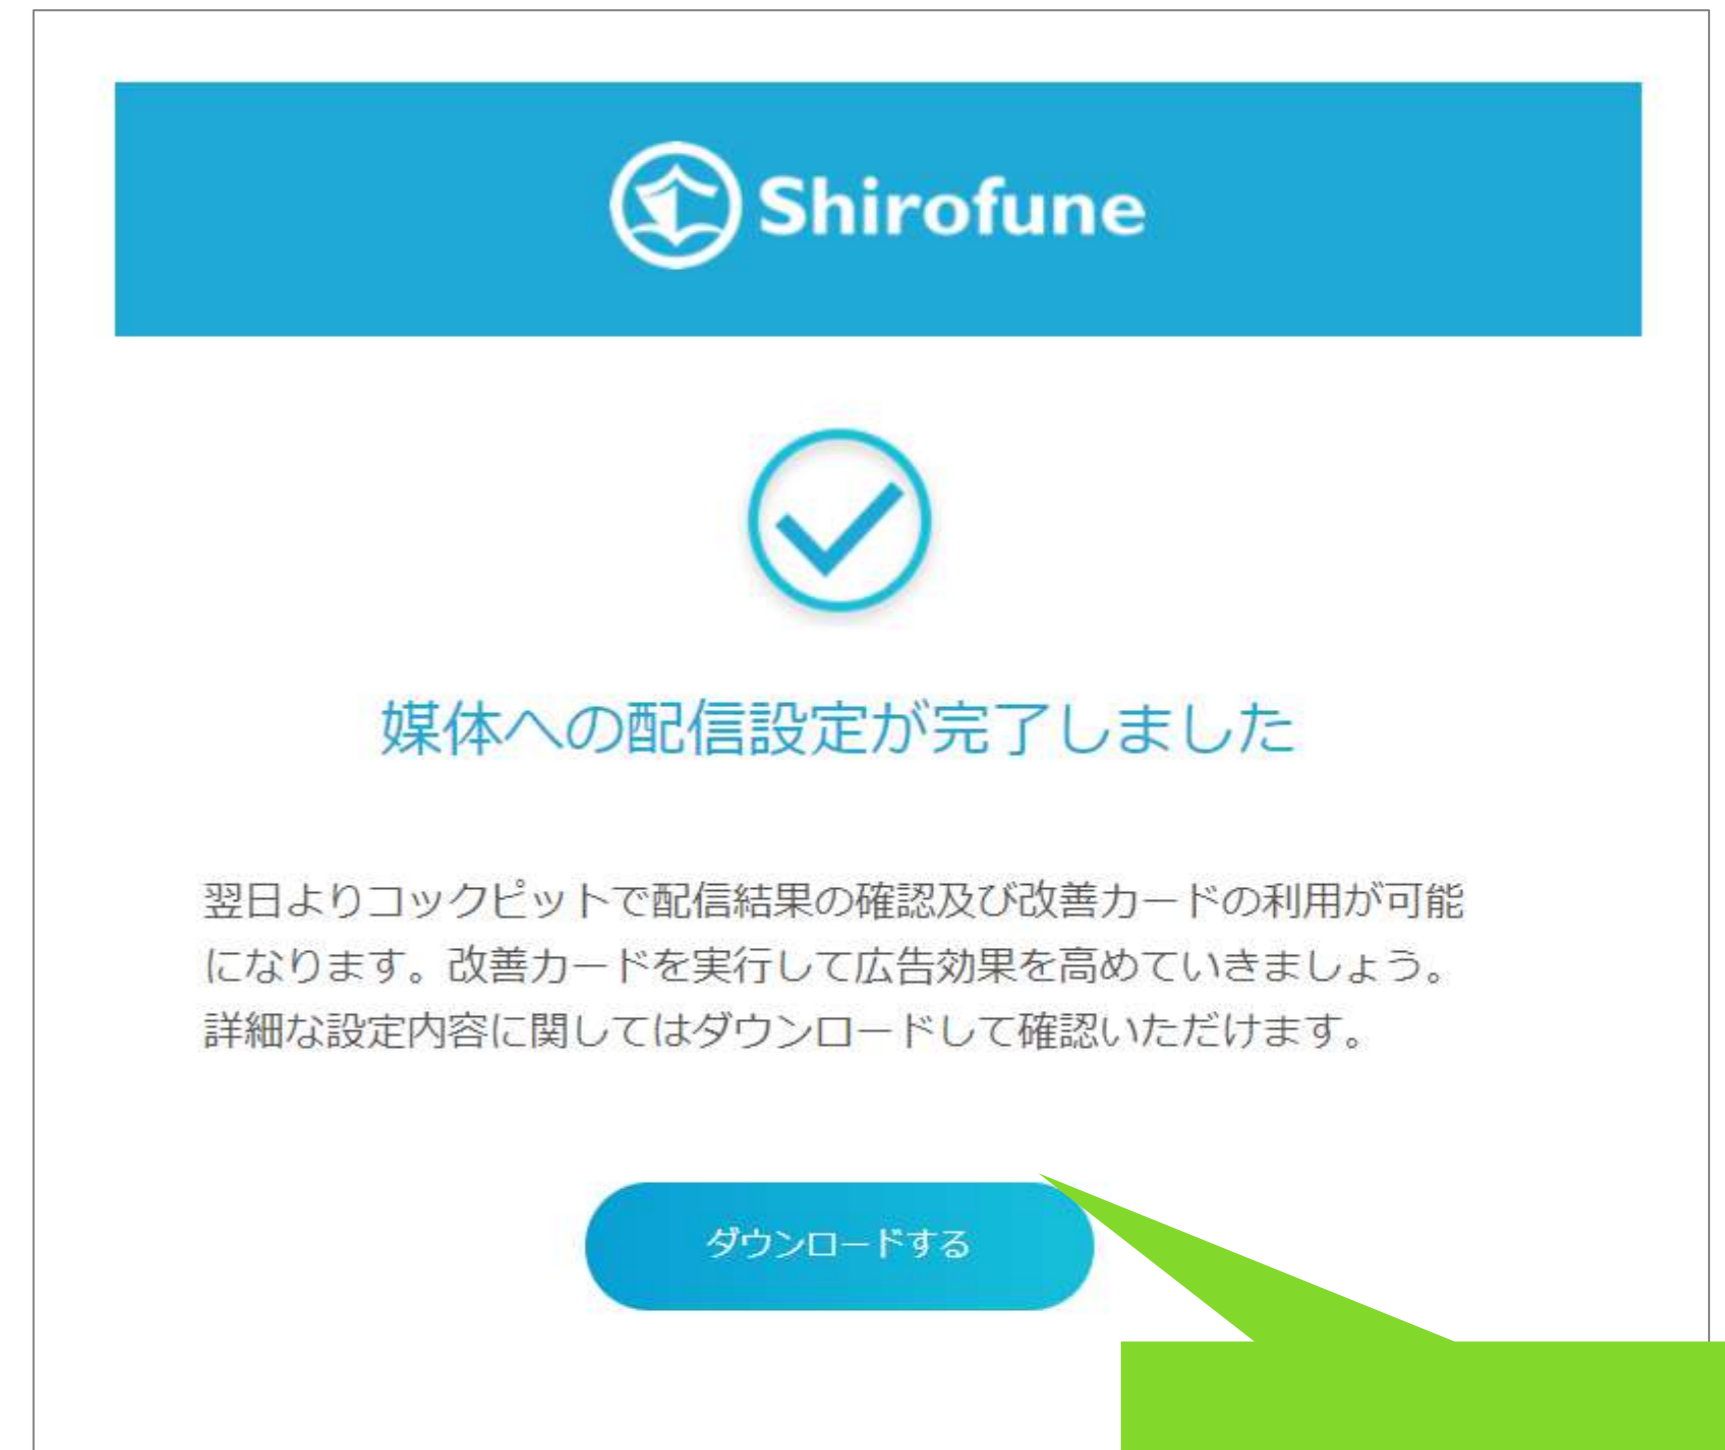 Shirofune
媒体への配信設定が完了しました
翌日よりコックピットで配信結果の確認及び改善カードの利用が可能
になります。改善カードを実行して広告効果を高めていきましょう。
詳細な設定内容に関してはダウンロードして確認いただけます。
ダウンロードする